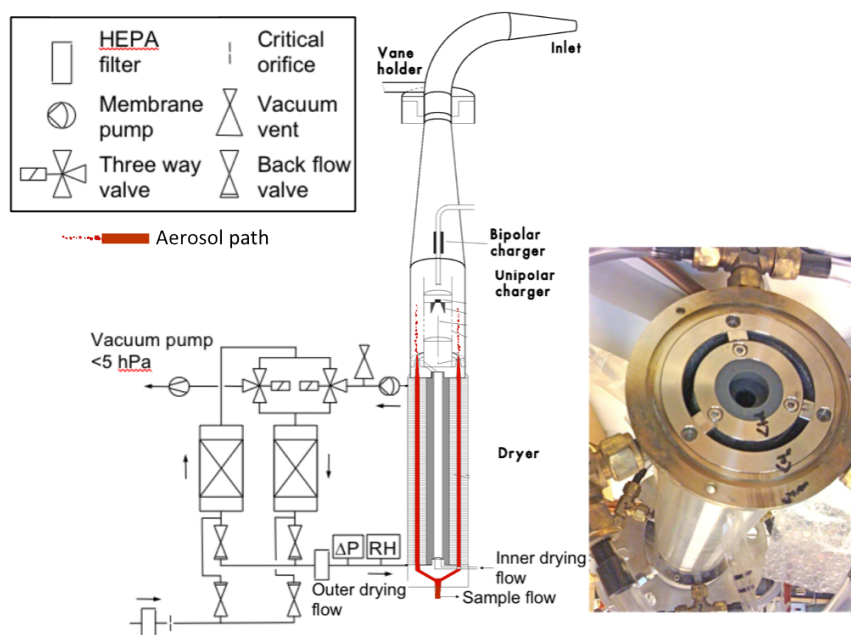 HEPA
filter
Critical
orifice
Membrane
pump
Vacuum
vent
Three way
valve
Back flow
valve
Aerosol path
Vane
holder
Inlet
Bipolar
charger
Unipolar
charger
Vacuum pump
<5 hPa
Dryer
ΔP
RH
Outer drying
flow
Inner drying
flow
Sample flow